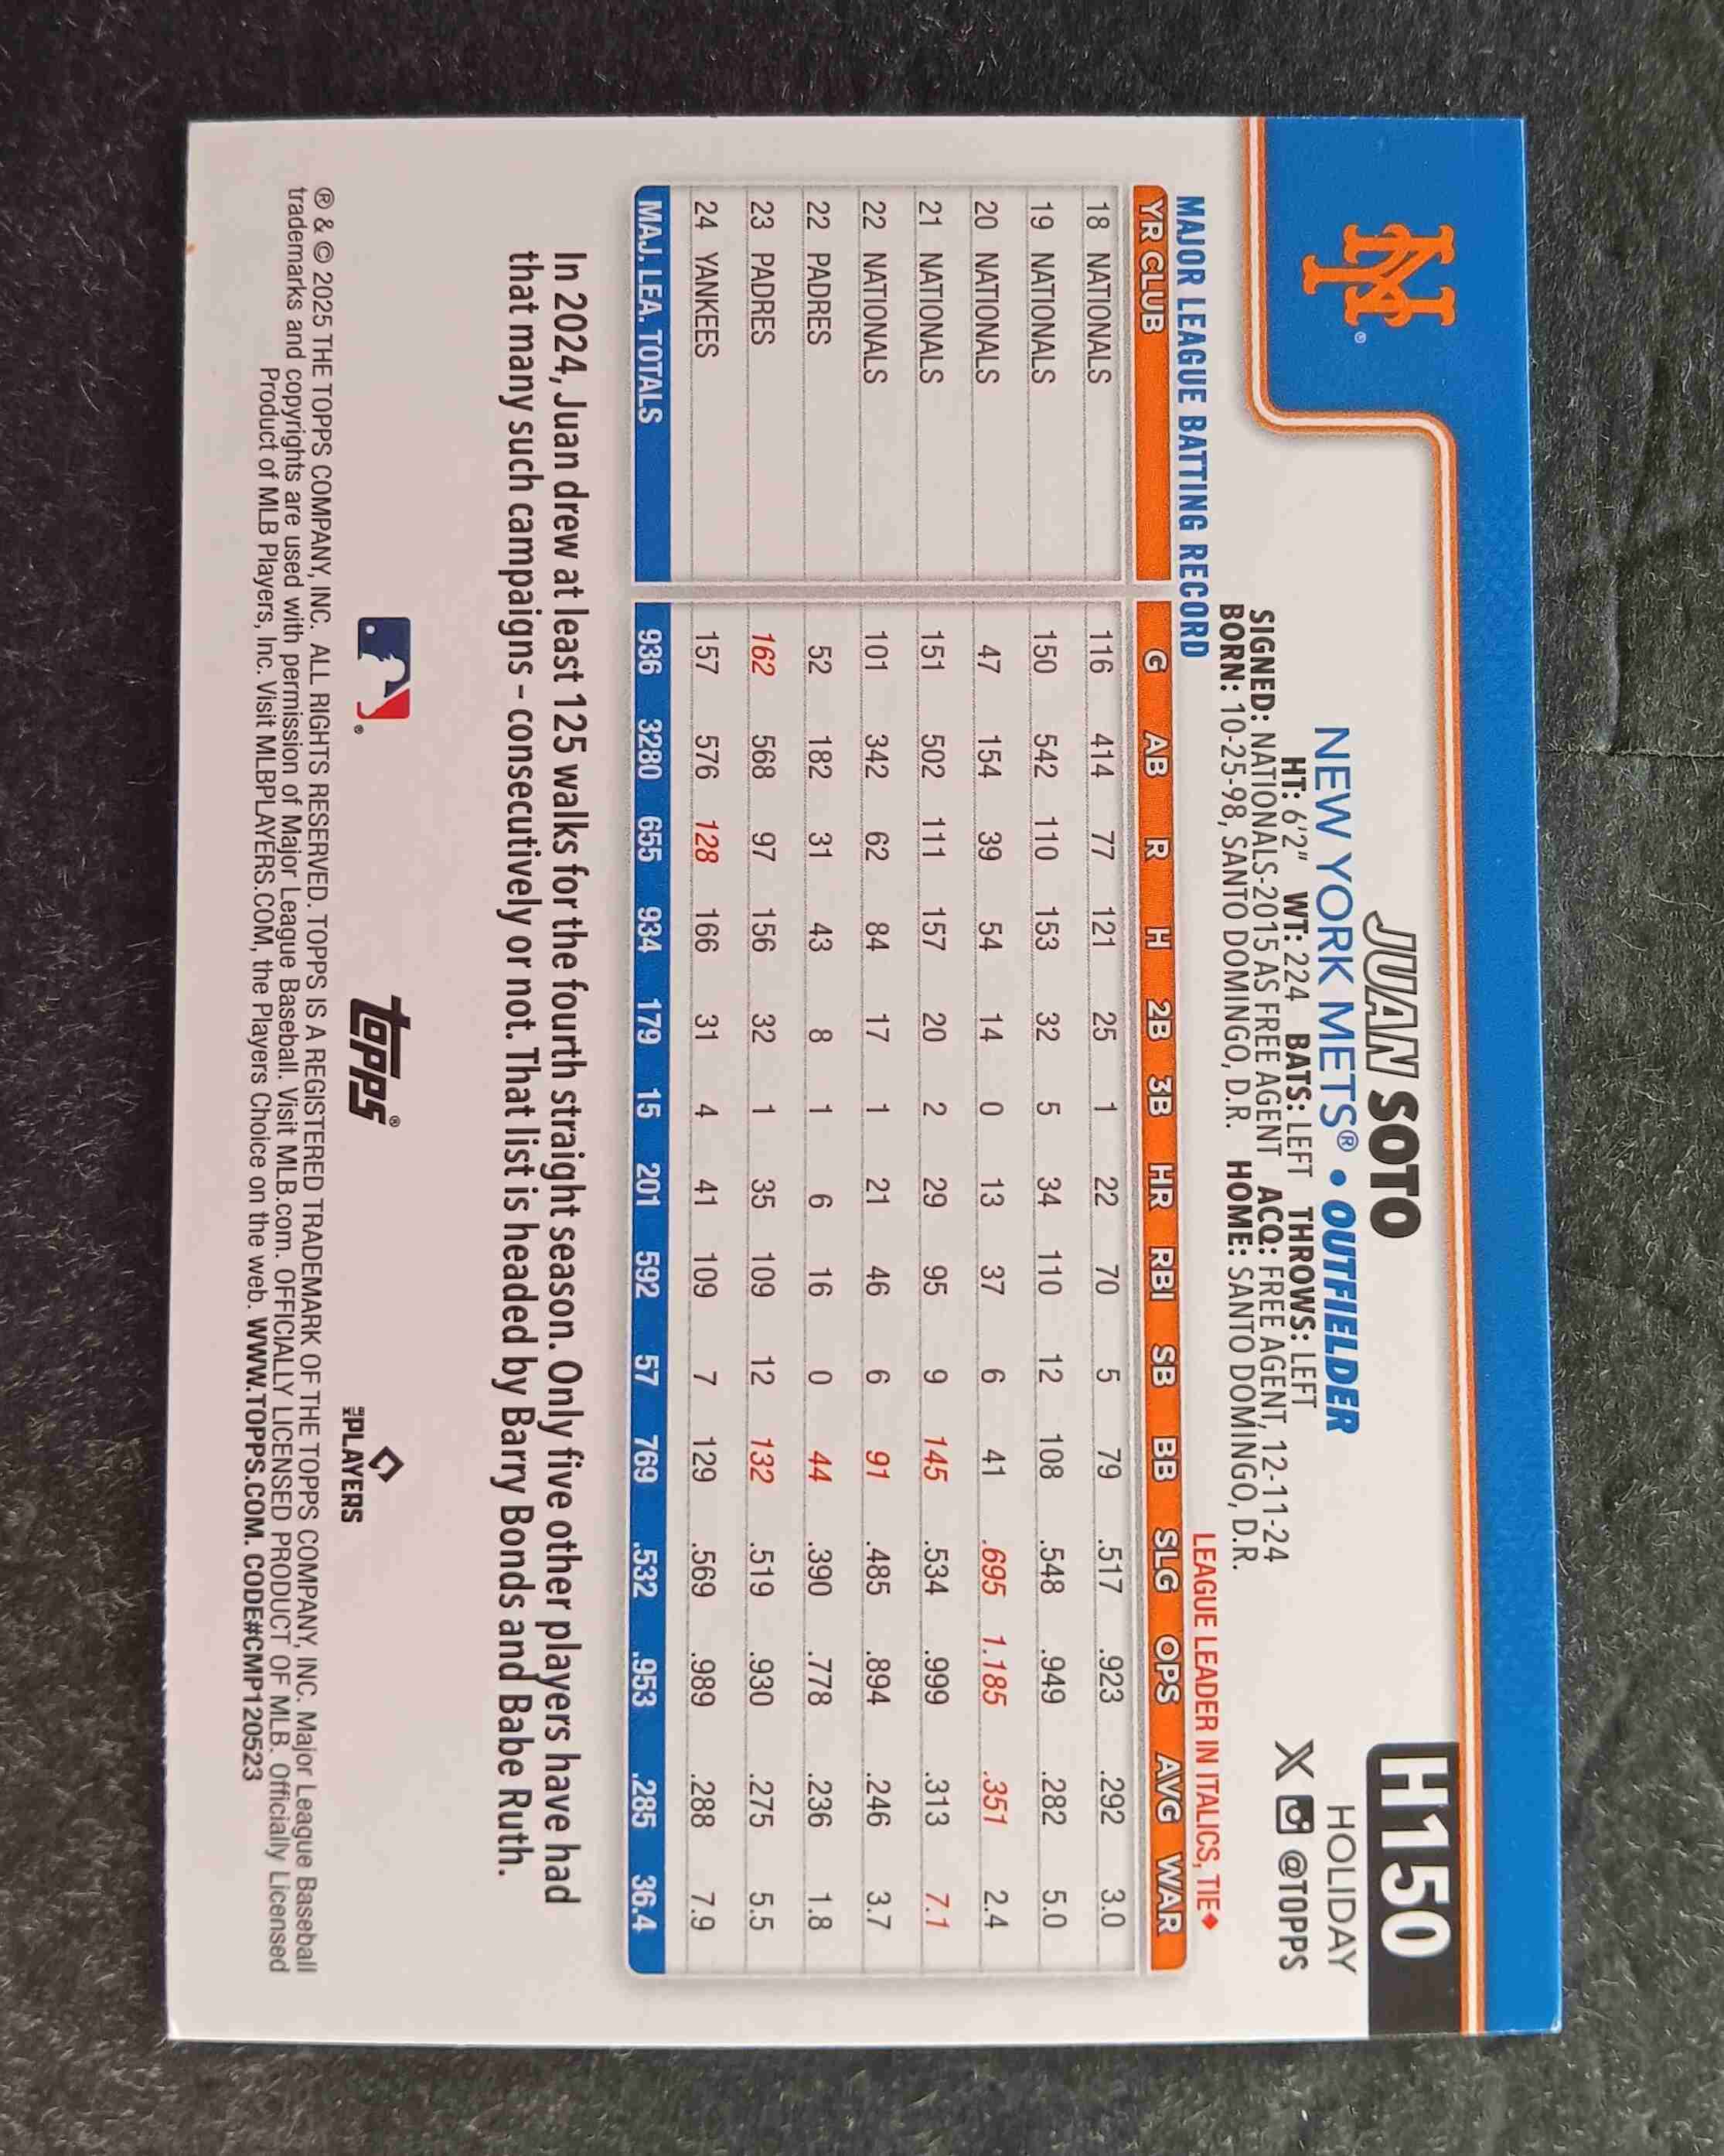 NY
H150
JUAN SOTO
HOLIDAY
NEW YORK METS® • OUTFIELDER
X @TOPPS
HT: 6'2" WT: 224 BATS: LEFT THROWS: LEFT
SIGNED: NATIONALS-2015 AS FREE AGENT ACQ: FREE AGENT, 12-11-24
BORN: 10-25-98, SANTO DOMINGO, D.R. HOME: SANTO DOMINGO, D.R.
MAJOR LEAGUE BATTING RECORD LEAGUE LEADER IN ITALICS, TIE♦
YR CLUB G AB R H 2B 3B HR RBI SB BB SLG OPS AVG WAR
18 NATIONALS 116 414 77 121 25 1 22 70 5 79 .517 .923 .292 3.0
19 NATIONALS 150 542 110 153 32 5 34 110 12 108 .548 .949 .282 5.0
20 NATIONALS 47 154 39 54 14 0 13 37 6 41 .695 1.185 .351 2.4
21 NATIONALS 151 502 111 157 20 2 29 95 9 145 .534 .999 .313 7.1
22 NATIONALS 101 342 62 84 17 1 21 46 6 91 .485 .894 .246 3.7
22 PADRES 52 182 31 43 8 1 6 16 0 44 .390 .778 .236 1.8
23 PADRES 162 568 97 156 32 1 35 109 12 132 .519 .930 .275 5.5
24 YANKEES 157 576 128 166 31 4 41 109 7 129 .569 .989 .288 7.9
MAJ. LEA. TOTALS 936 3280 655 934 179 15 201 592 57 769 .532 .953 .285 36.4
In 2024, Juan drew at least 125 walks for the fourth straight season. Only five other players have had
that many such campaigns – consecutively or not. That list is headed by Barry Bonds and Babe Ruth.
topps®
MLB PLAYERS
® & © 2025 THE TOPPS COMPANY, INC. ALL RIGHTS RESERVED. TOPPS IS A REGISTERED TRADEMARK OF THE TOPPS COMPANY, INC. Major League Baseball
trademarks and copyrights are used with permission of Major League Baseball. Visit MLB.com. OFFICIALLY LICENSED PRODUCT OF MLB. Officially Licensed
Product of MLB Players, Inc. Visit MLBPLAYERS.COM, the Players Choice on the web. WWW.TOPPS.COM. CODE#CMP120523